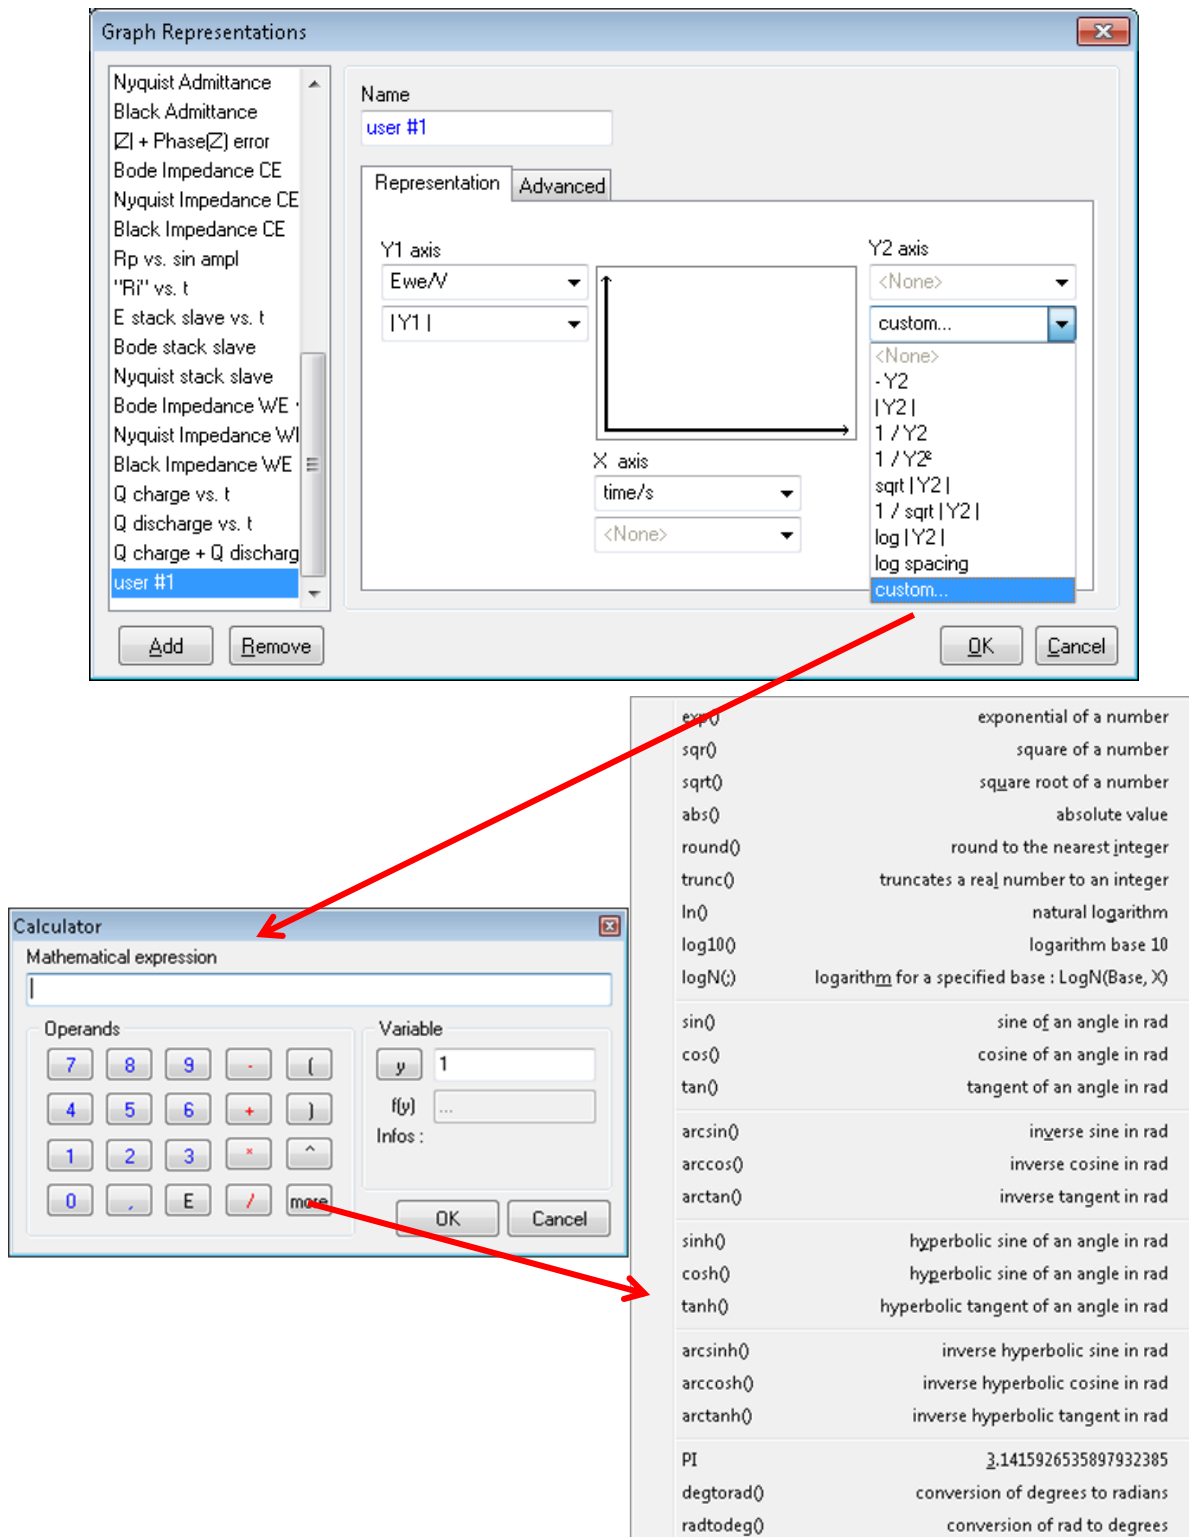 Graph Representations
Nyquist Admittance
Black Admittance
|Z| + Phase(Z) error
Bode Impedance CE
Nyquist Impedance CE
Black Impedance CE
Rp vs. sin ampl
"Ri" vs. t
E stack slave vs. t
Bode stack slave
Nyquist stack slave
Bode Impedance WE
Nyquist Impedance WI
Black Impedance WE
Q charge vs. t
Q discharge vs. t
Q charge + Q discharg
user #1
Add Remove
Name
user #1
Representation Advanced
Y1 axis
Ewe/V
|Y1 |
X axis
time/s
<None>
Y2 axis
<None>
custom...
<None>
- Y2
|Y2 |
1 / Y2
1 / Y2²
sqrt |Y2 |
1 / sqrt |Y2 |
log |Y2 |
log spacing
custom...
OK Cancel
Calculator
Mathematical expression
Operands
7 8 9 - (
4 5 6 + )
1 2 3 * ^
0 , E / more
Variable
y 1
f(y) ...
Infos :
OK Cancel
exp() exponential of a number
sqr() square of a number
sqrt() square root of a number
abs() absolute value
round() round to the nearest integer
trunc() truncates a real number to an integer
ln() natural logarithm
log10() logarithm base 10
logN(;) logarithm for a specified base : LogN(Base, X)
sin() sine of an angle in rad
cos() cosine of an angle in rad
tan() tangent of an angle in rad
arcsin() inverse sine in rad
arccos() inverse cosine in rad
arctan() inverse tangent in rad
sinh() hyperbolic sine of an angle in rad
cosh() hyperbolic sine of an angle in rad
tanh() hyperbolic tangent of an angle in rad
arcsinh() inverse hyperbolic sine in rad
arccosh() inverse hyperbolic cosine in rad
arctanh() inverse hyperbolic tangent in rad
PI 3.1415926535897932385
degtorad() conversion of degrees to radians
radtodeg() conversion of rad to degrees